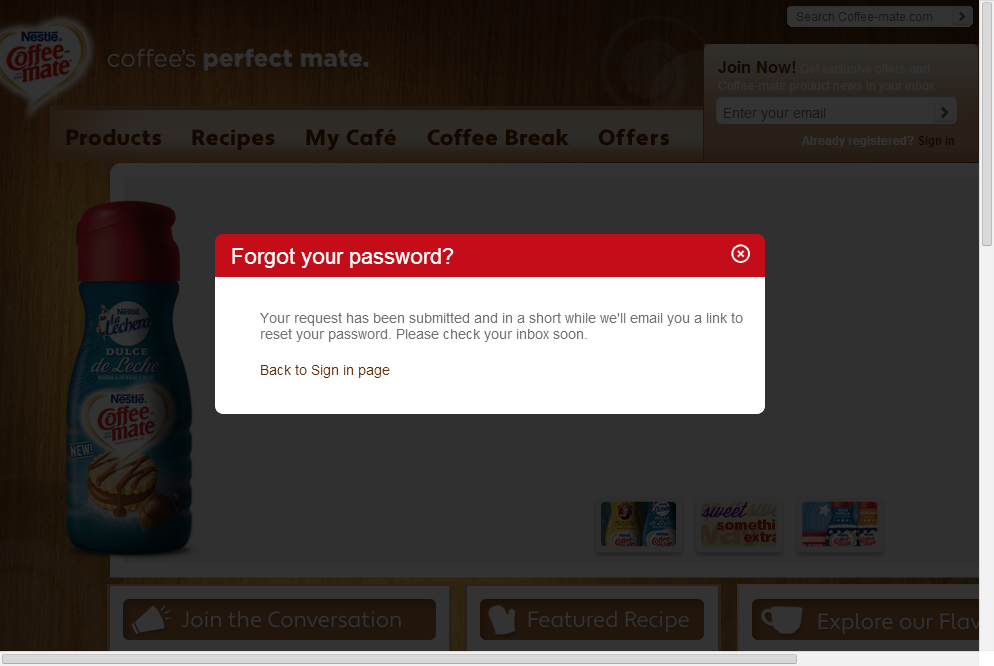 Search Coffee-mate.com
Nestlé.
Coffee-
mate
coffee's perfect mate.
Join Now! Get exclusive offers and
Coffee-mate product news in your inbox.
Enter your email
Already registered? Sign in
Products Recipes My Café Coffee Break Offers
Forgot your password?
Your request has been submitted and in a short while we'll email you a link to
reset your password. Please check your inbox soon.
Back to Sign in page
Nestlé
la Lechera
DULCE
de Leche
Nestlé.
Coffee-
mate
NEW!
sweet
somethi
extra
Join the Conversation
Featured Recipe
Explore our Flav